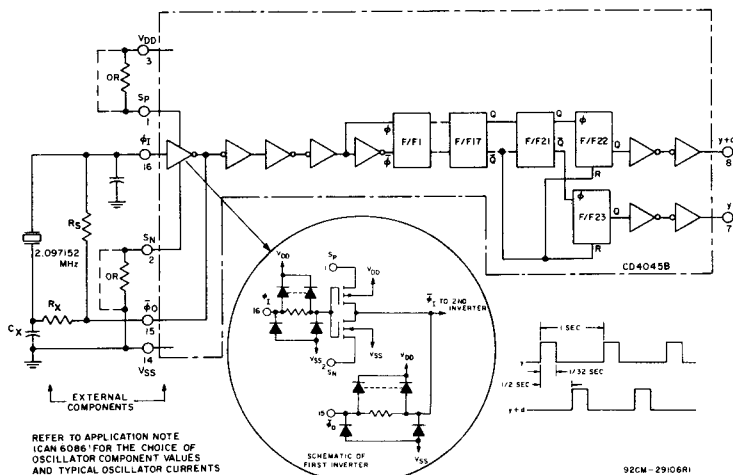 VDD
3
OR
SP
1
ϕI
16
RS
SN
2
2.097152
MHz
OR
RX
ϕ̄O
15
CX
14
VSS
EXTERNAL
COMPONENTS
F/F1
ϕ
ϕ̄
F/F17
Q
Q̄
F/F21
Q
Q̄
ϕ
F/F22
Q
R
y+d
8
ϕ
F/F23
Q
R
y
7
CD4045B
SP
1
VDD
VDD
ϕI
16
ϕ̄I TO 2ND
INVERTER
VSS
VSS
2
SN
VDD
15
ϕ̄O
VSS
SCHEMATIC OF
FIRST INVERTER
1 SEC
y
1/32 SEC
1/2 SEC
y+d
REFER TO APPLICATION NOTE
ICAN 6086' FOR THE CHOICE OF
OSCILLATOR COMPONENT VALUES
AND TYPICAL OSCILLATOR CURRENTS
92CM-29106R1